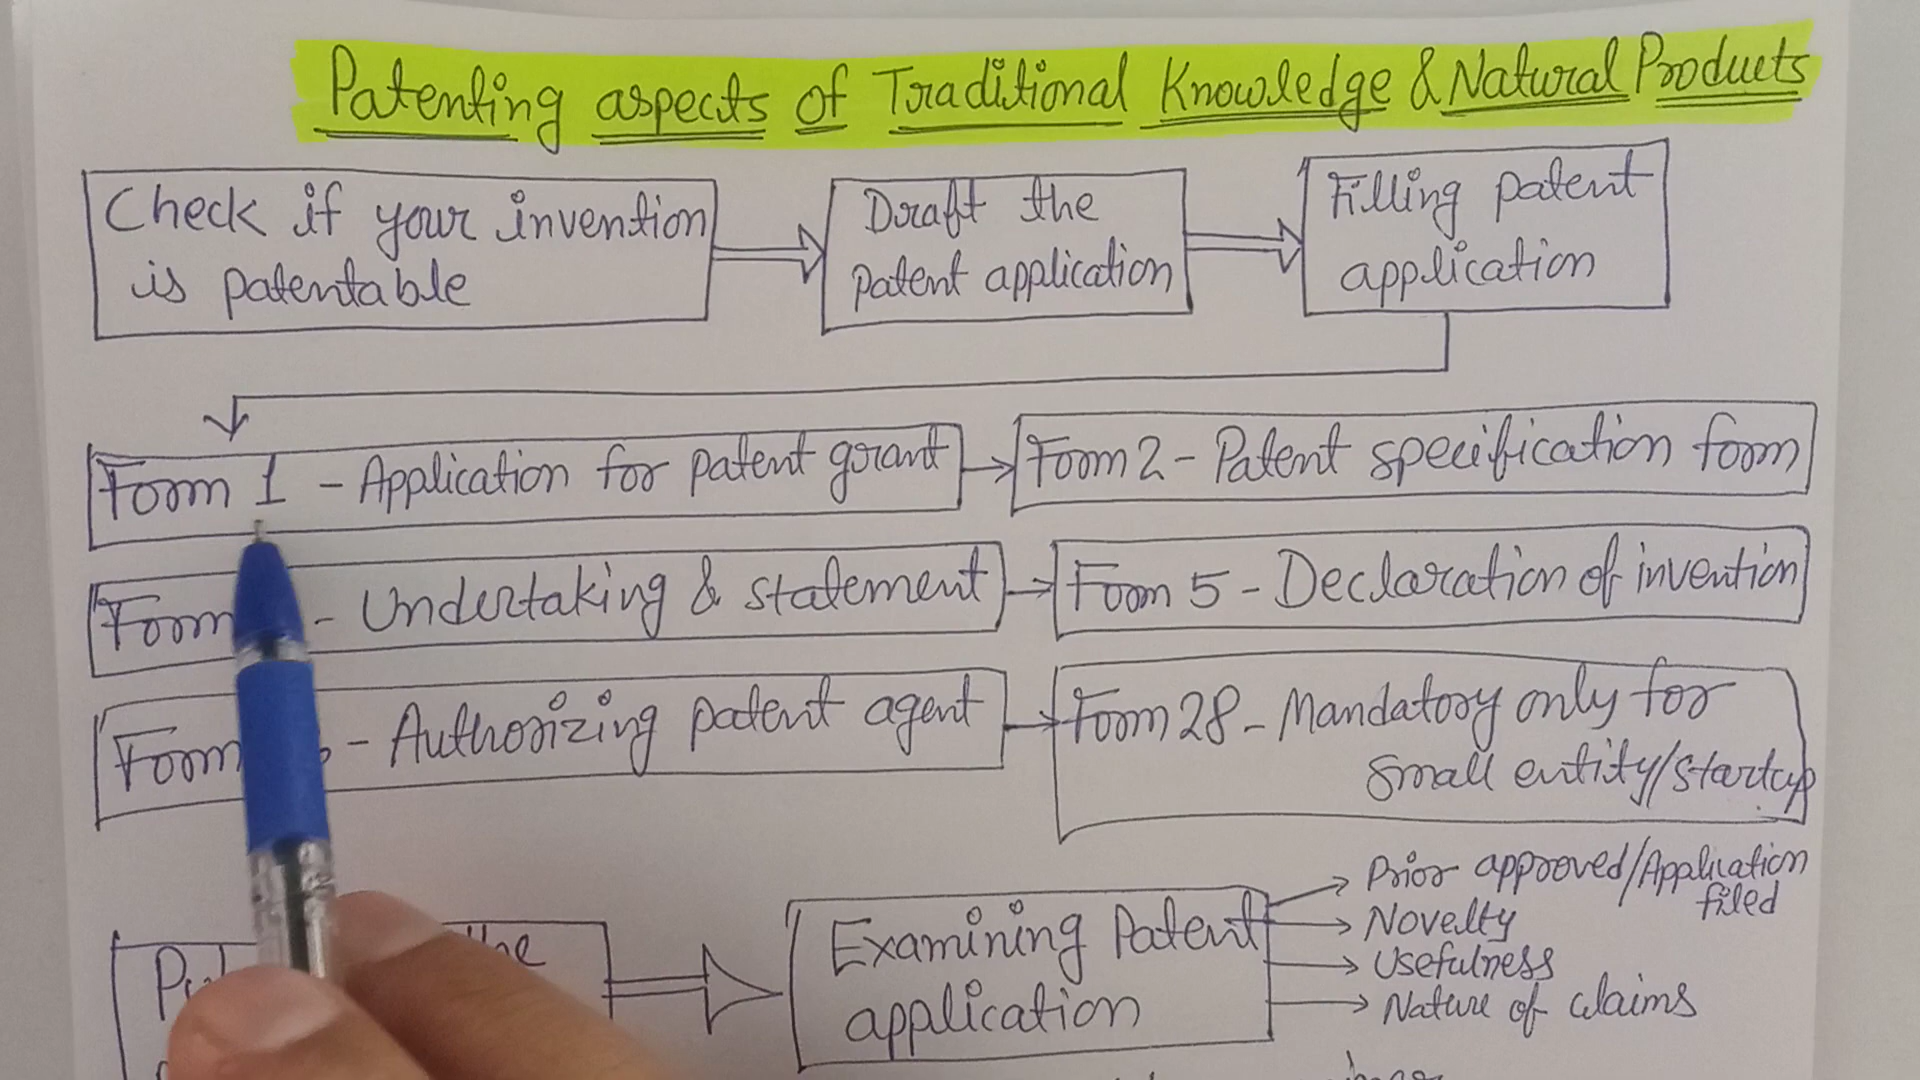 Patenting aspects of Traditional Knowledge & Natural Products
Check if your invention
is patentable
Draft the
patent application
Filling patent
application
Form 1 - Application for patent grant
Form 2 - Patent specification form
Form - Undertaking & statement
Form 5 - Declaration of invention
Form - Authorizing patent agent
Form 28 - Mandatory only for
Small entity/startup
the
Examining Patent
application
Prior approved/Application
filed
Novelty
Usefulness
Nature of claims